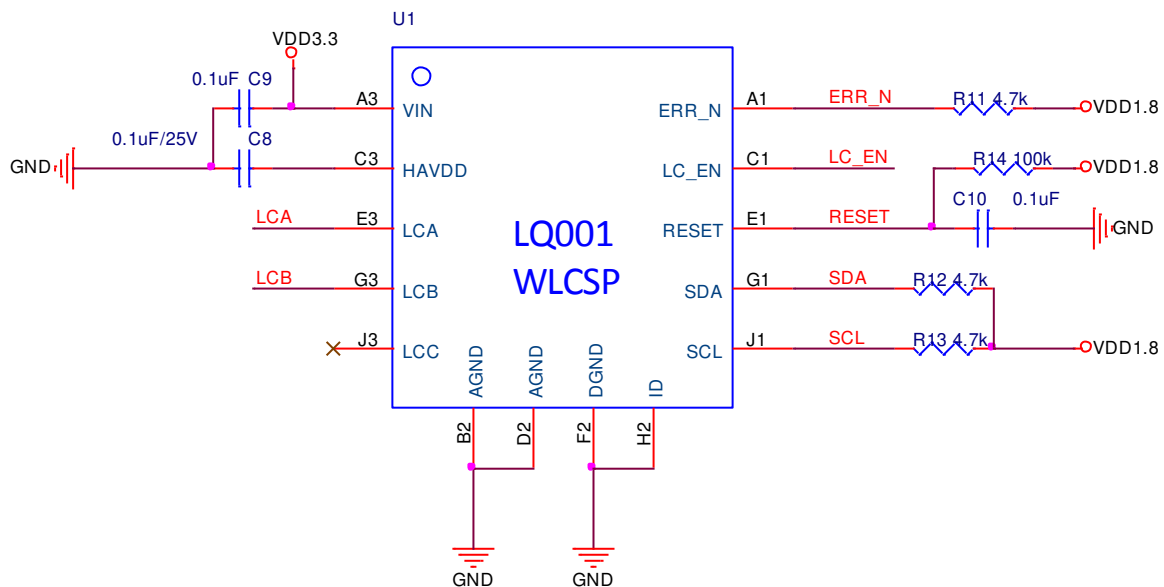 U1
VDD3.3
0.1uF C9
A3 VIN
ERR_N A1 ERR_N R11 4.7k VDD1.8
0.1uF/25V C8
GND C3 HAVDD
LC_EN C1 LC_EN R14 100k VDD1.8
C10 0.1uF
LCA E3 LCA
RESET E1 RESET GND
LQ001
WLCSP
LCB G3 LCB
SDA G1 SDA R12 4.7k
J3 LCC
SCL J1 SCL R13 4.7k VDD1.8
AGND AGND DGND ID
B2 D2 F2 H2
GND GND